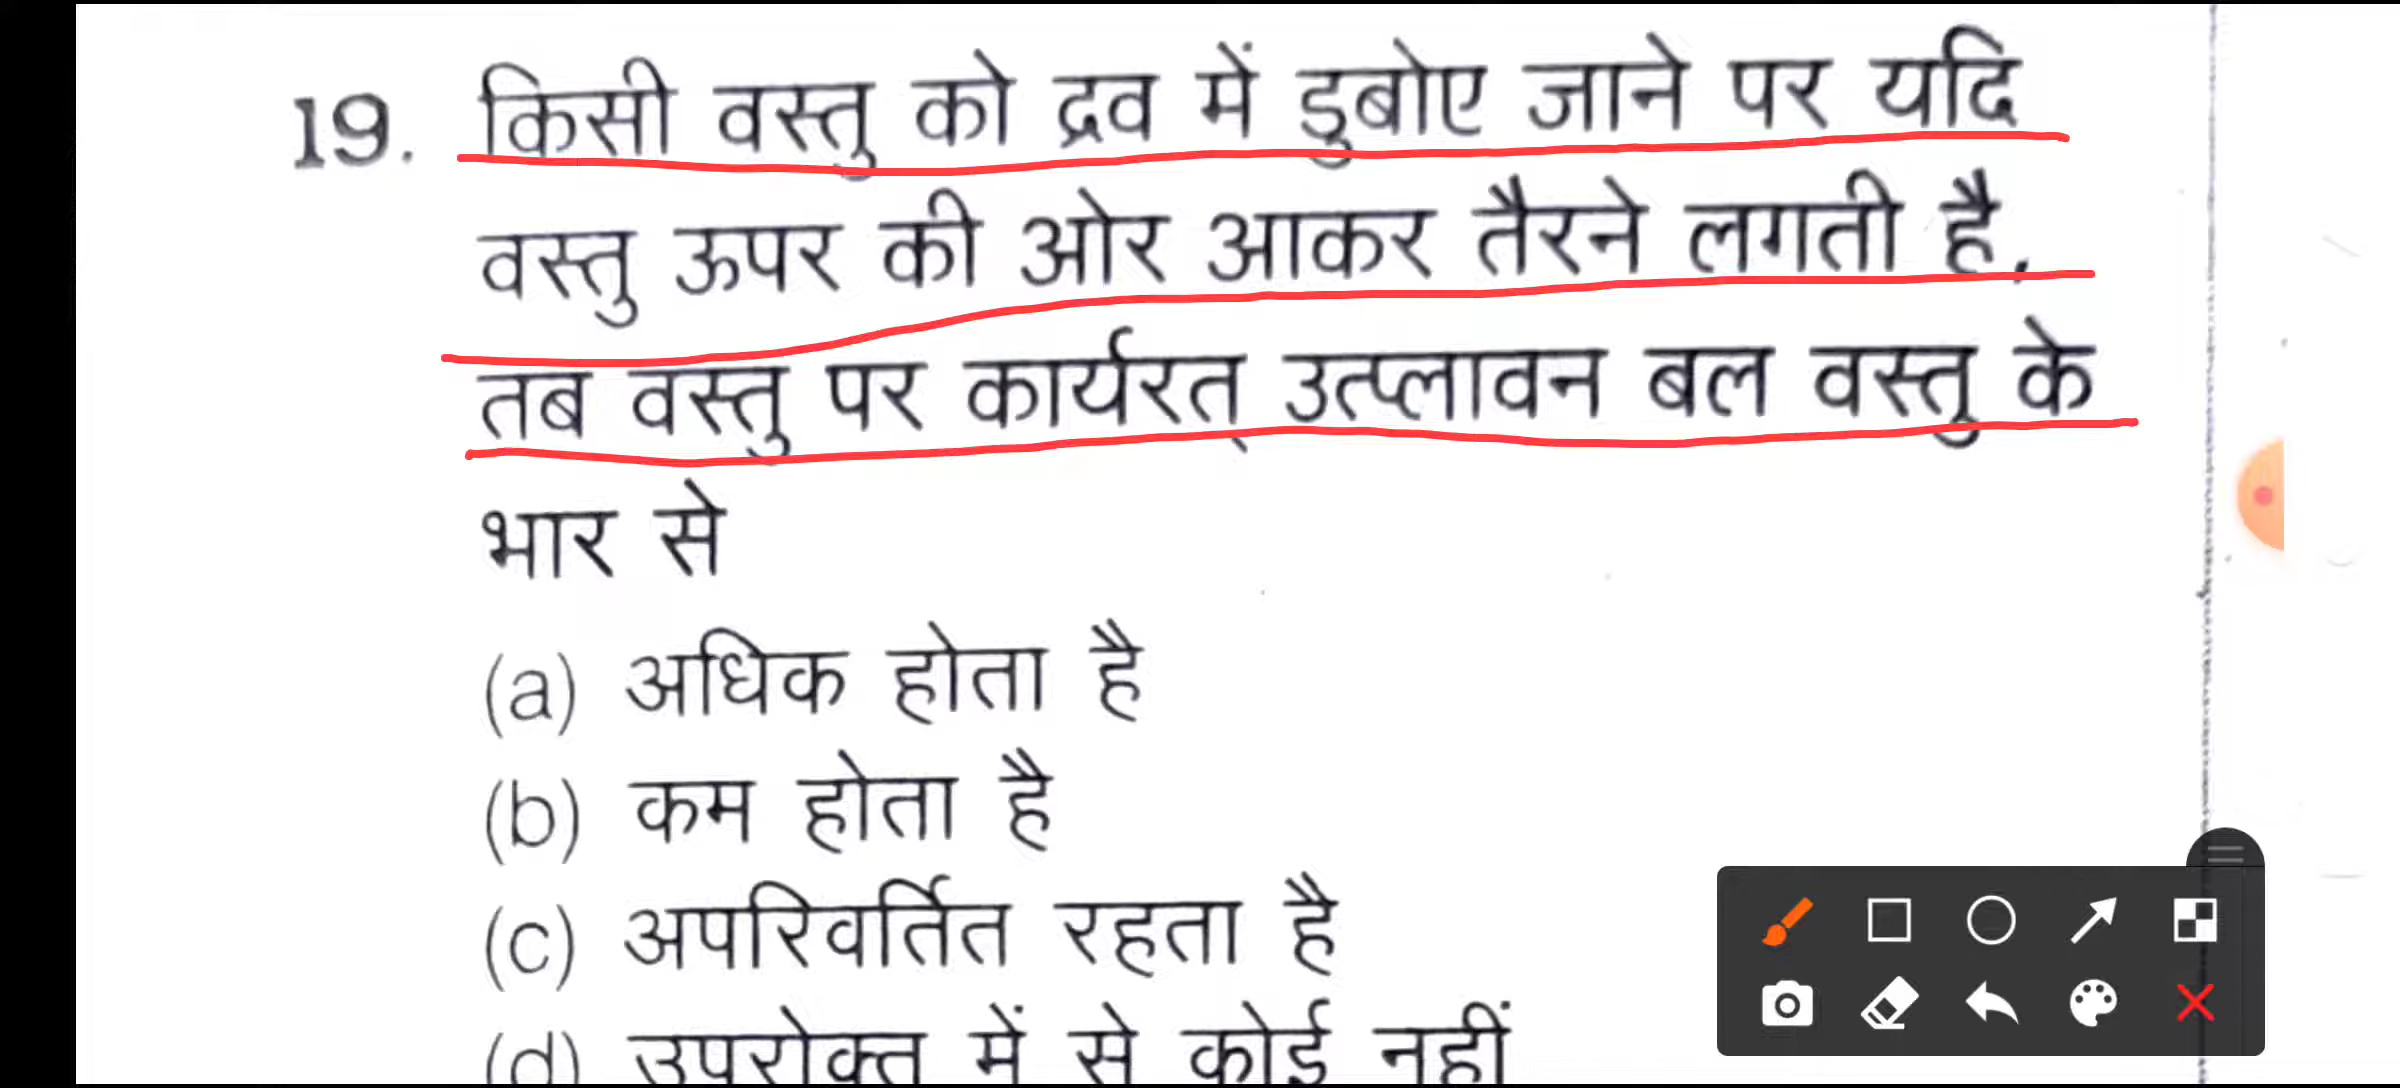 19. किसी वस्तु को द्रव में डुबोए जाने पर यदि
वस्तु ऊपर की ओर आकर तैरने लगती है,
तब वस्तु पर कार्यरत् उत्प्लावन बल वस्तु के
भार से
(a) अधिक होता है
(b) कम होता है
(c) अपरिवर्तित रहता है
(d) उपरोक्त में से कोई नहीं